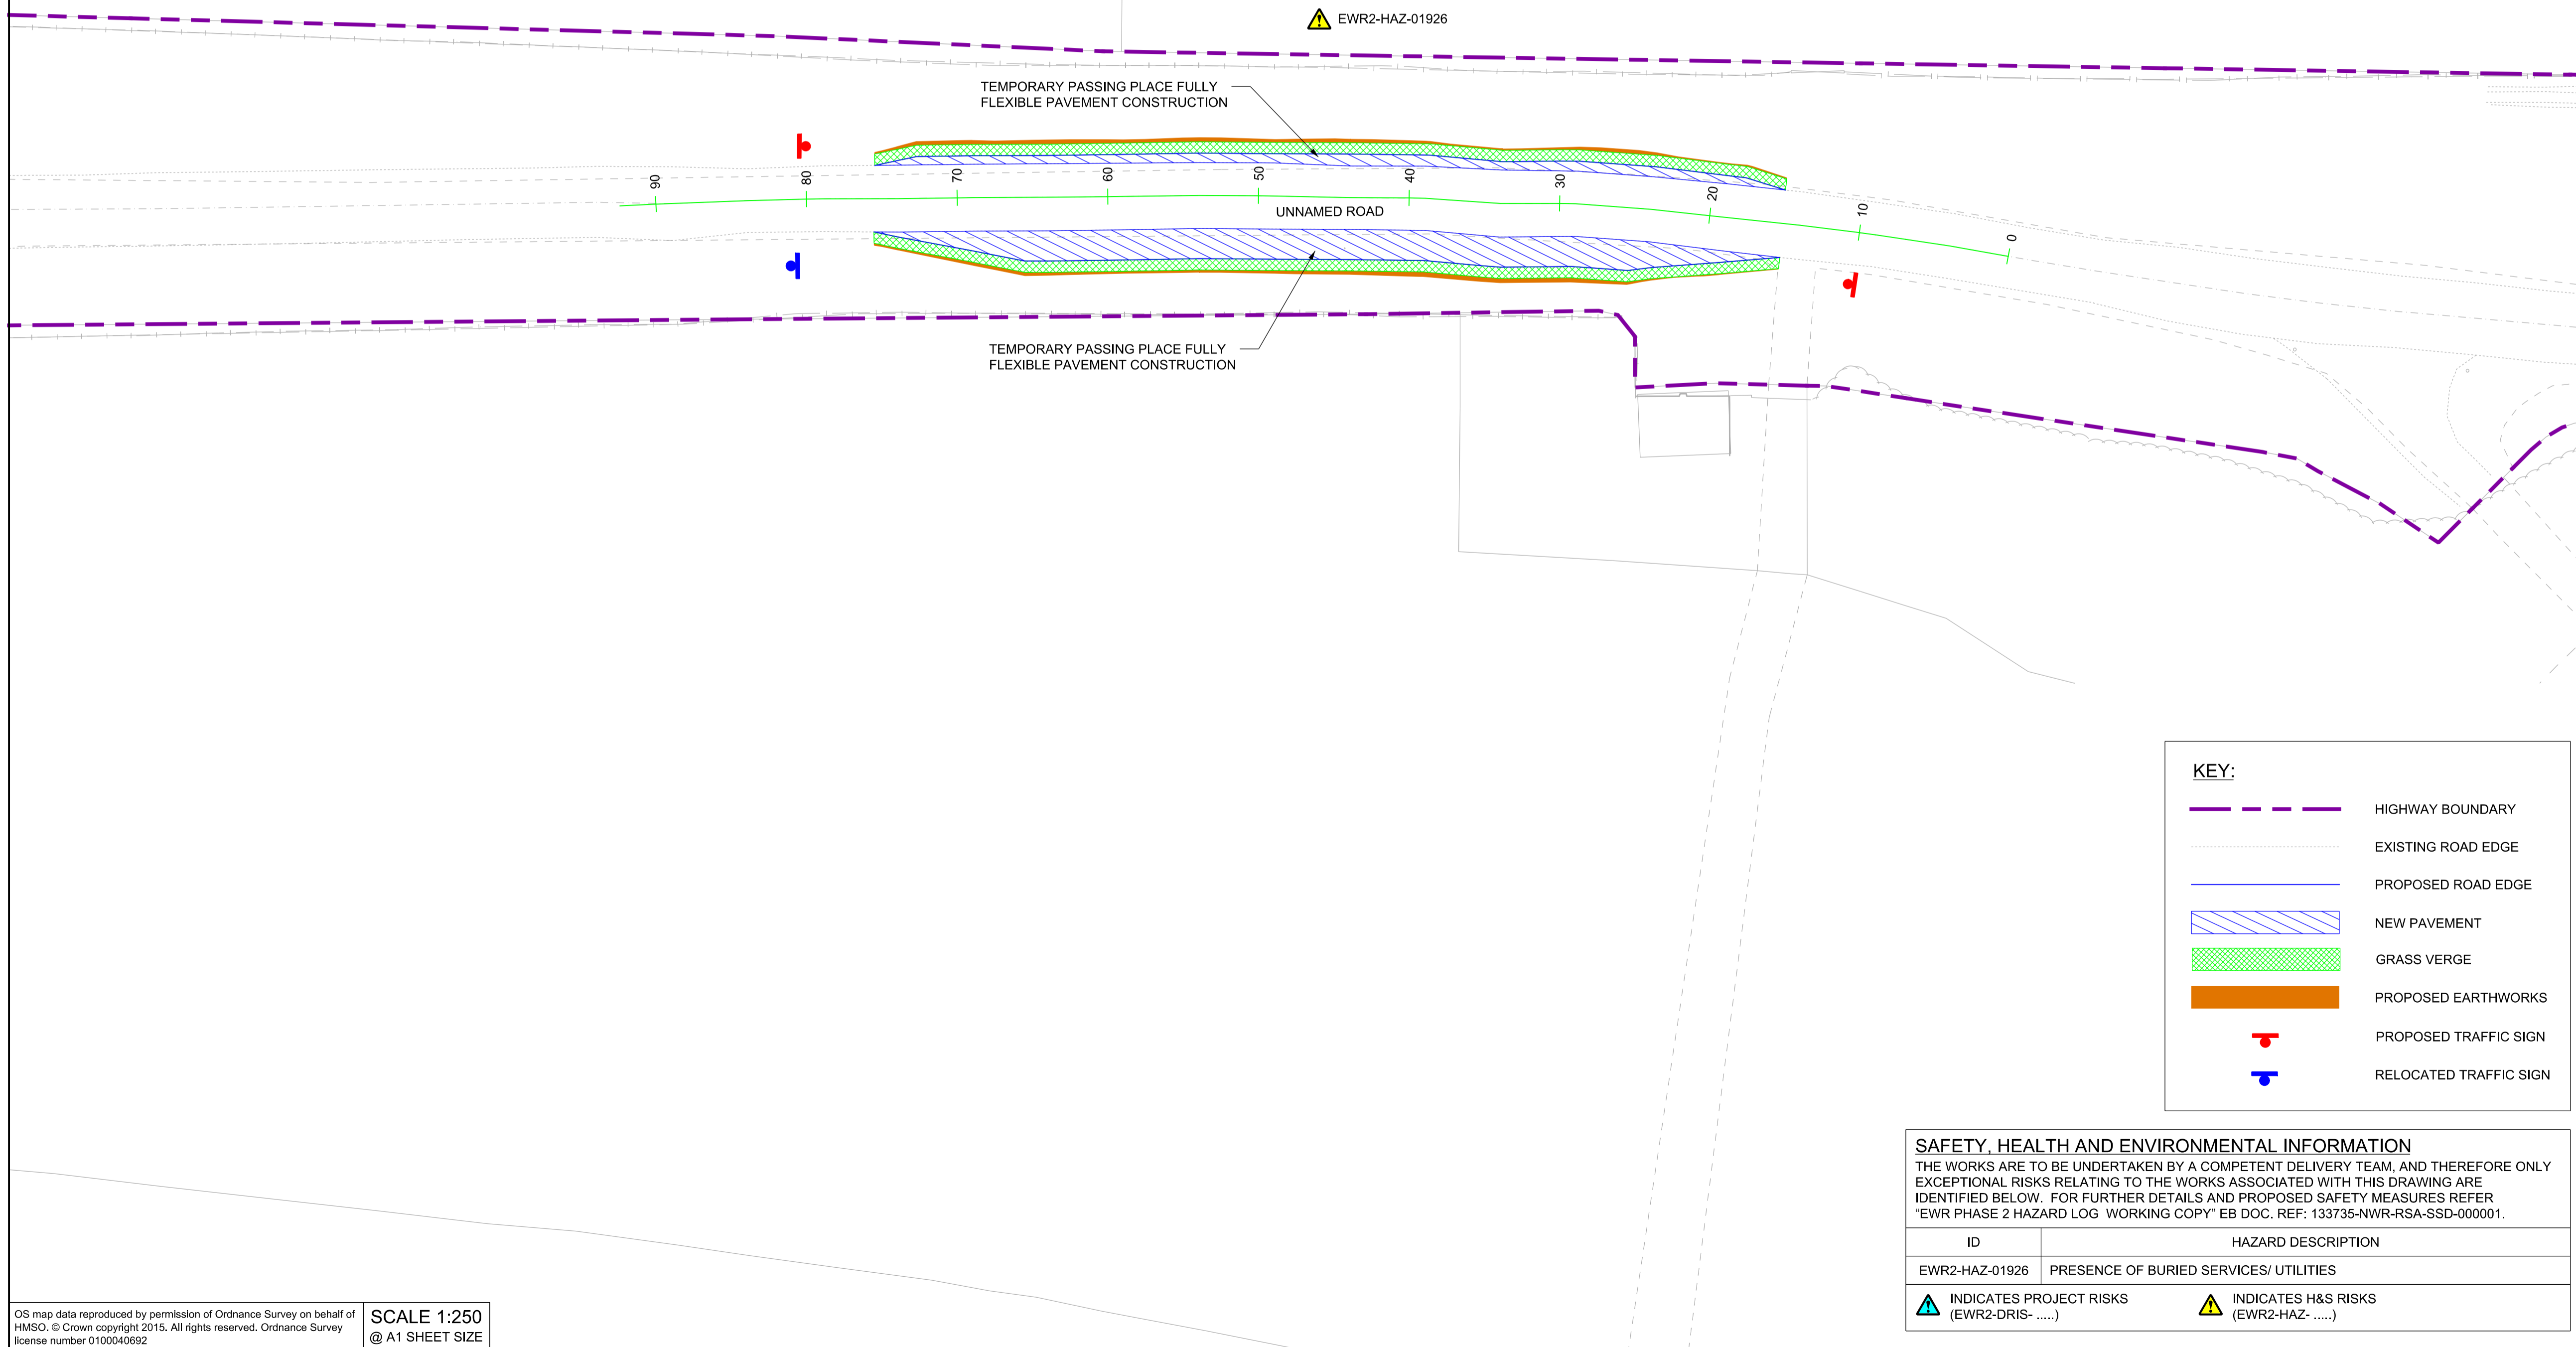 EWR2-HAZ-01926
TEMPORARY PASSING PLACE FULLY
FLEXIBLE PAVEMENT CONSTRUCTION
90
80
70
60
50
40
30
20
10
0
UNNAMED ROAD
TEMPORARY PASSING PLACE FULLY
FLEXIBLE PAVEMENT CONSTRUCTION
KEY:
HIGHWAY BOUNDARY
EXISTING ROAD EDGE
PROPOSED ROAD EDGE
NEW PAVEMENT
GRASS VERGE
PROPOSED EARTHWORKS
PROPOSED TRAFFIC SIGN
RELOCATED TRAFFIC SIGN
SAFETY, HEALTH AND ENVIRONMENTAL INFORMATION
THE WORKS ARE TO BE UNDERTAKEN BY A COMPETENT DELIVERY TEAM, AND THEREFORE ONLY
EXCEPTIONAL RISKS RELATING TO THE WORKS ASSOCIATED WITH THIS DRAWING ARE
IDENTIFIED BELOW. FOR FURTHER DETAILS AND PROPOSED SAFETY MEASURES REFER
“EWR PHASE 2 HAZARD LOG WORKING COPY” EB DOC. REF: 133735-NWR-RSA-SSD-000001.
ID HAZARD DESCRIPTION
EWR2-HAZ-01926 PRESENCE OF BURIED SERVICES/ UTILITIES
INDICATES PROJECT RISKS
(EWR2-DRIS- .....)
INDICATES H&S RISKS
(EWR2-HAZ- .....)
OS map data reproduced by permission of Ordnance Survey on behalf of
HMSO. © Crown copyright 2015. All rights reserved. Ordnance Survey
license number 0100040692
SCALE 1:250
@ A1 SHEET SIZE